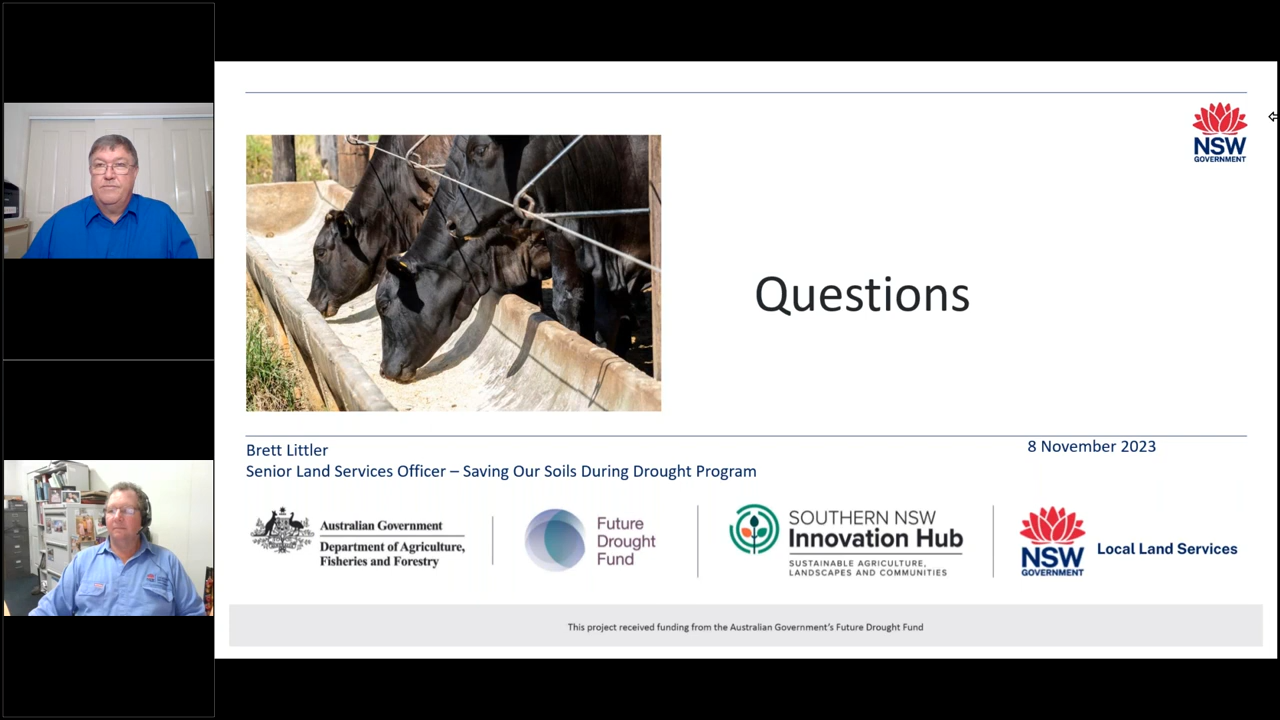 NSW
GOVERNMENT
Questions
Brett Littler
8 November 2023
Senior Land Services Officer – Saving Our Soils During Drought Program
Australian Government
Department of Agriculture,
Fisheries and Forestry
Future
Drought
Fund
SOUTHERN NSW
Innovation Hub
SUSTAINABLE AGRICULTURE,
LANDSCAPES AND COMMUNITIES
NSW
GOVERNMENT
Local Land Services
This project received funding from the Australian Government's Future Drought Fund